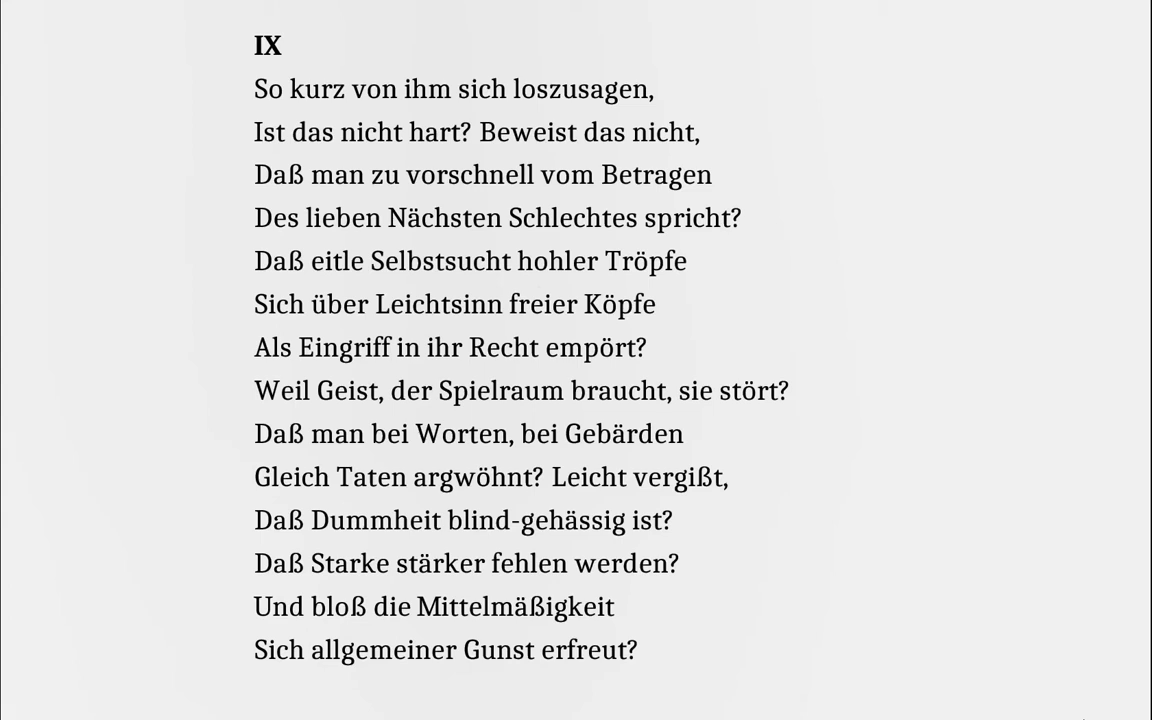 IX
So kurz von ihm sich loszusagen,
Ist das nicht hart? Beweist das nicht,
Daß man zu vorschnell vom Betragen
Des lieben Nächsten Schlechtes spricht?
Daß eitle Selbstsucht hohler Tröpfe
Sich über Leichtsinn freier Köpfe
Als Eingriff in ihr Recht empört?
Weil Geist, der Spielraum braucht, sie stört?
Daß man bei Worten, bei Gebärden
Gleich Taten argwöhnt? Leicht vergißt,
Daß Dummheit blind-gehässig ist?
Daß Starke stärker fehlen werden?
Und bloß die Mittelmäßigkeit
Sich allgemeiner Gunst erfreut?